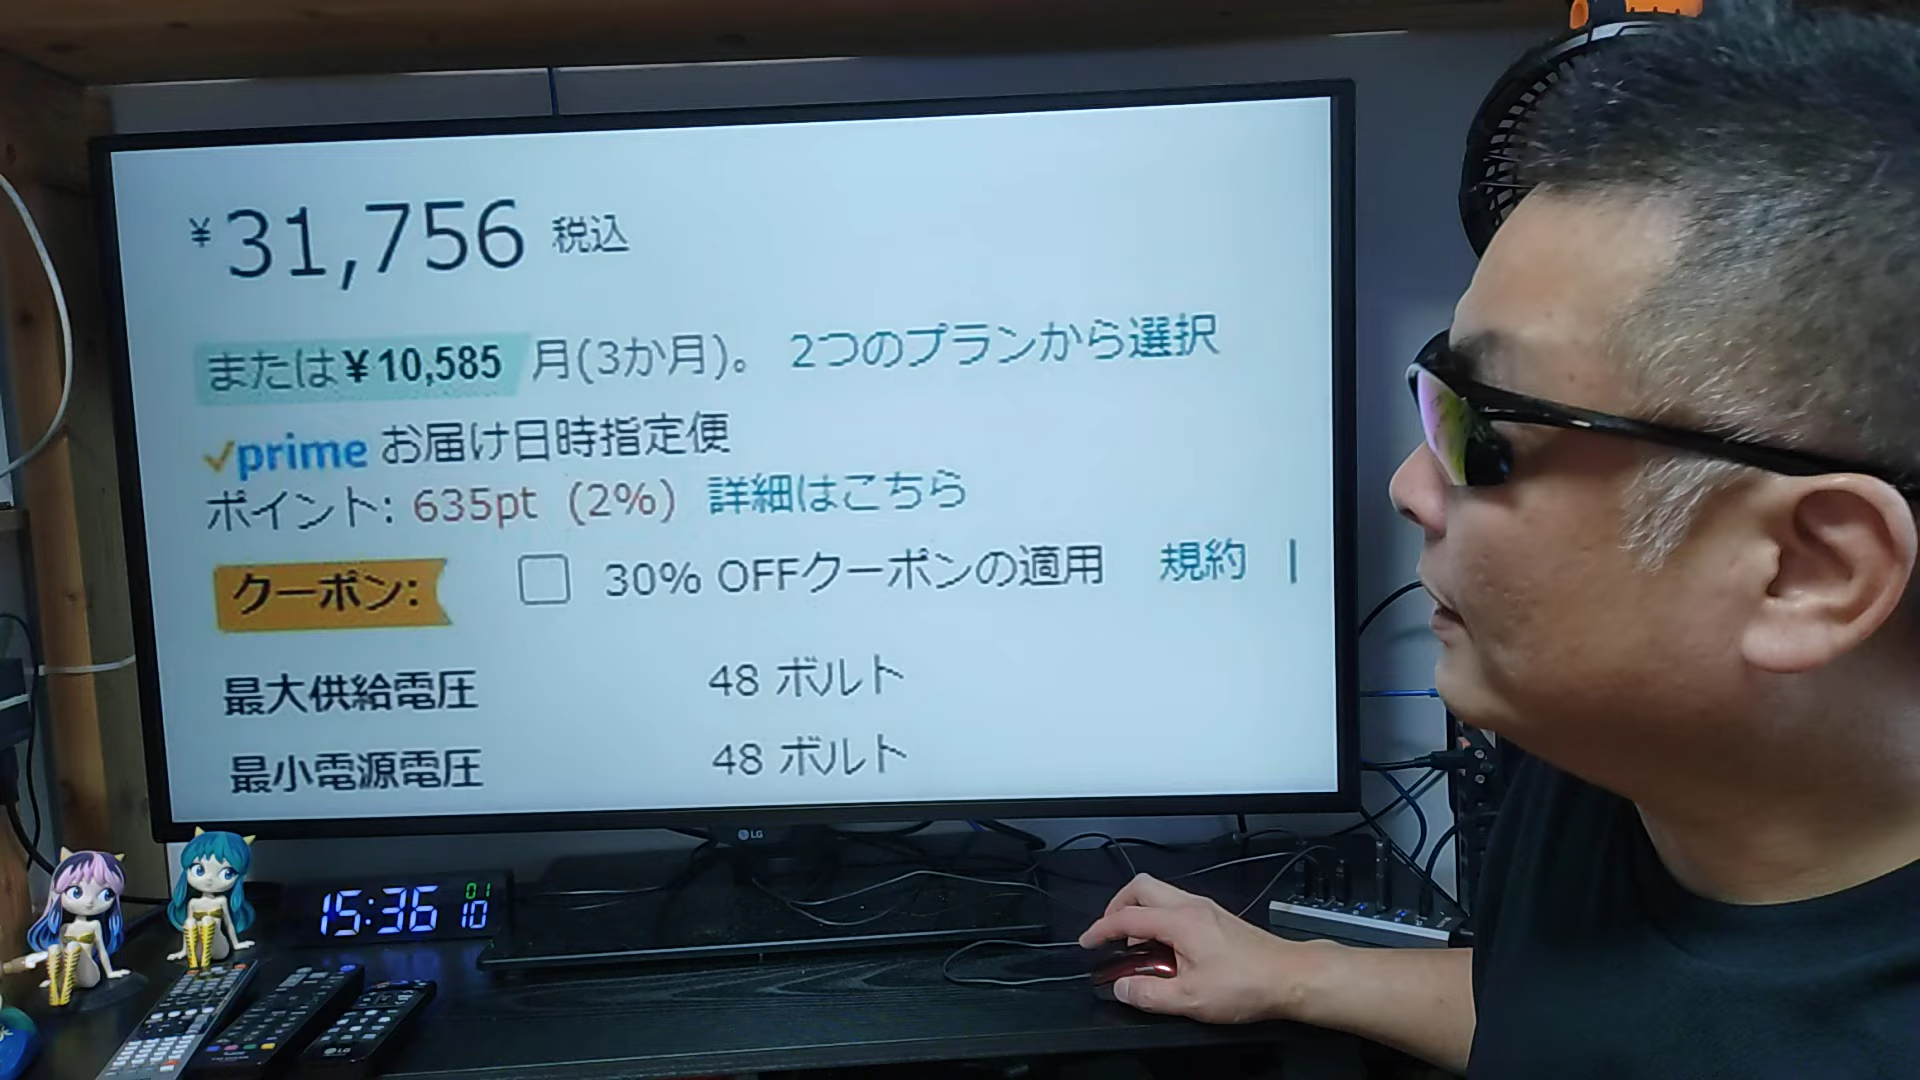 ¥31,756 税込
または¥10,585 月(3か月)。 2つのプランから選択
prime お届け日時指定便
ポイント: 635pt (2%) 詳細はこちら
クーポン: 30% OFFクーポンの適用 規約 |
最大供給電圧 48 ボルト
最小電源電圧 48 ボルト
LG
15:36 01 10
LG